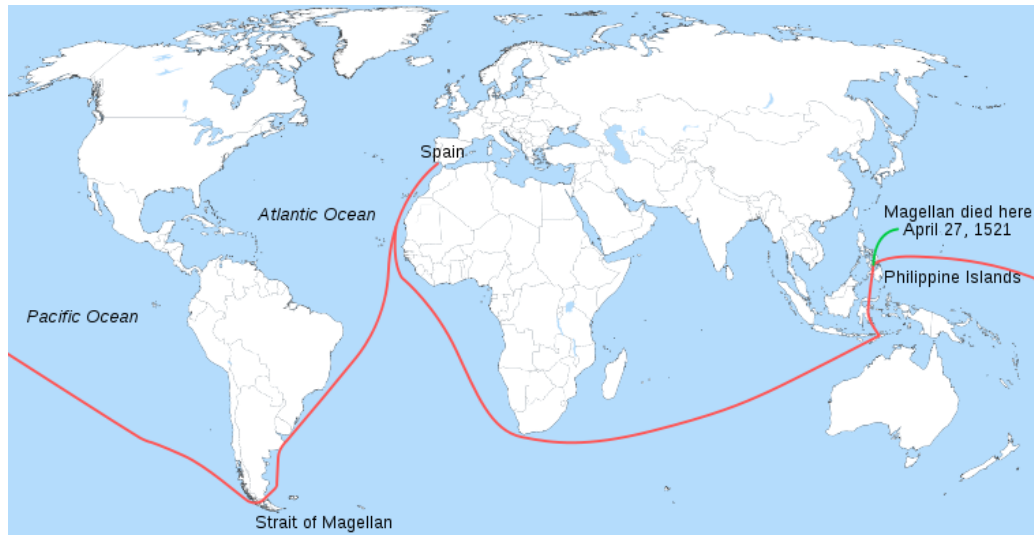 Spain
Atlantic Ocean
Magellan died here
April 27, 1521
Philippine Islands
Pacific Ocean
Strait of Magellan